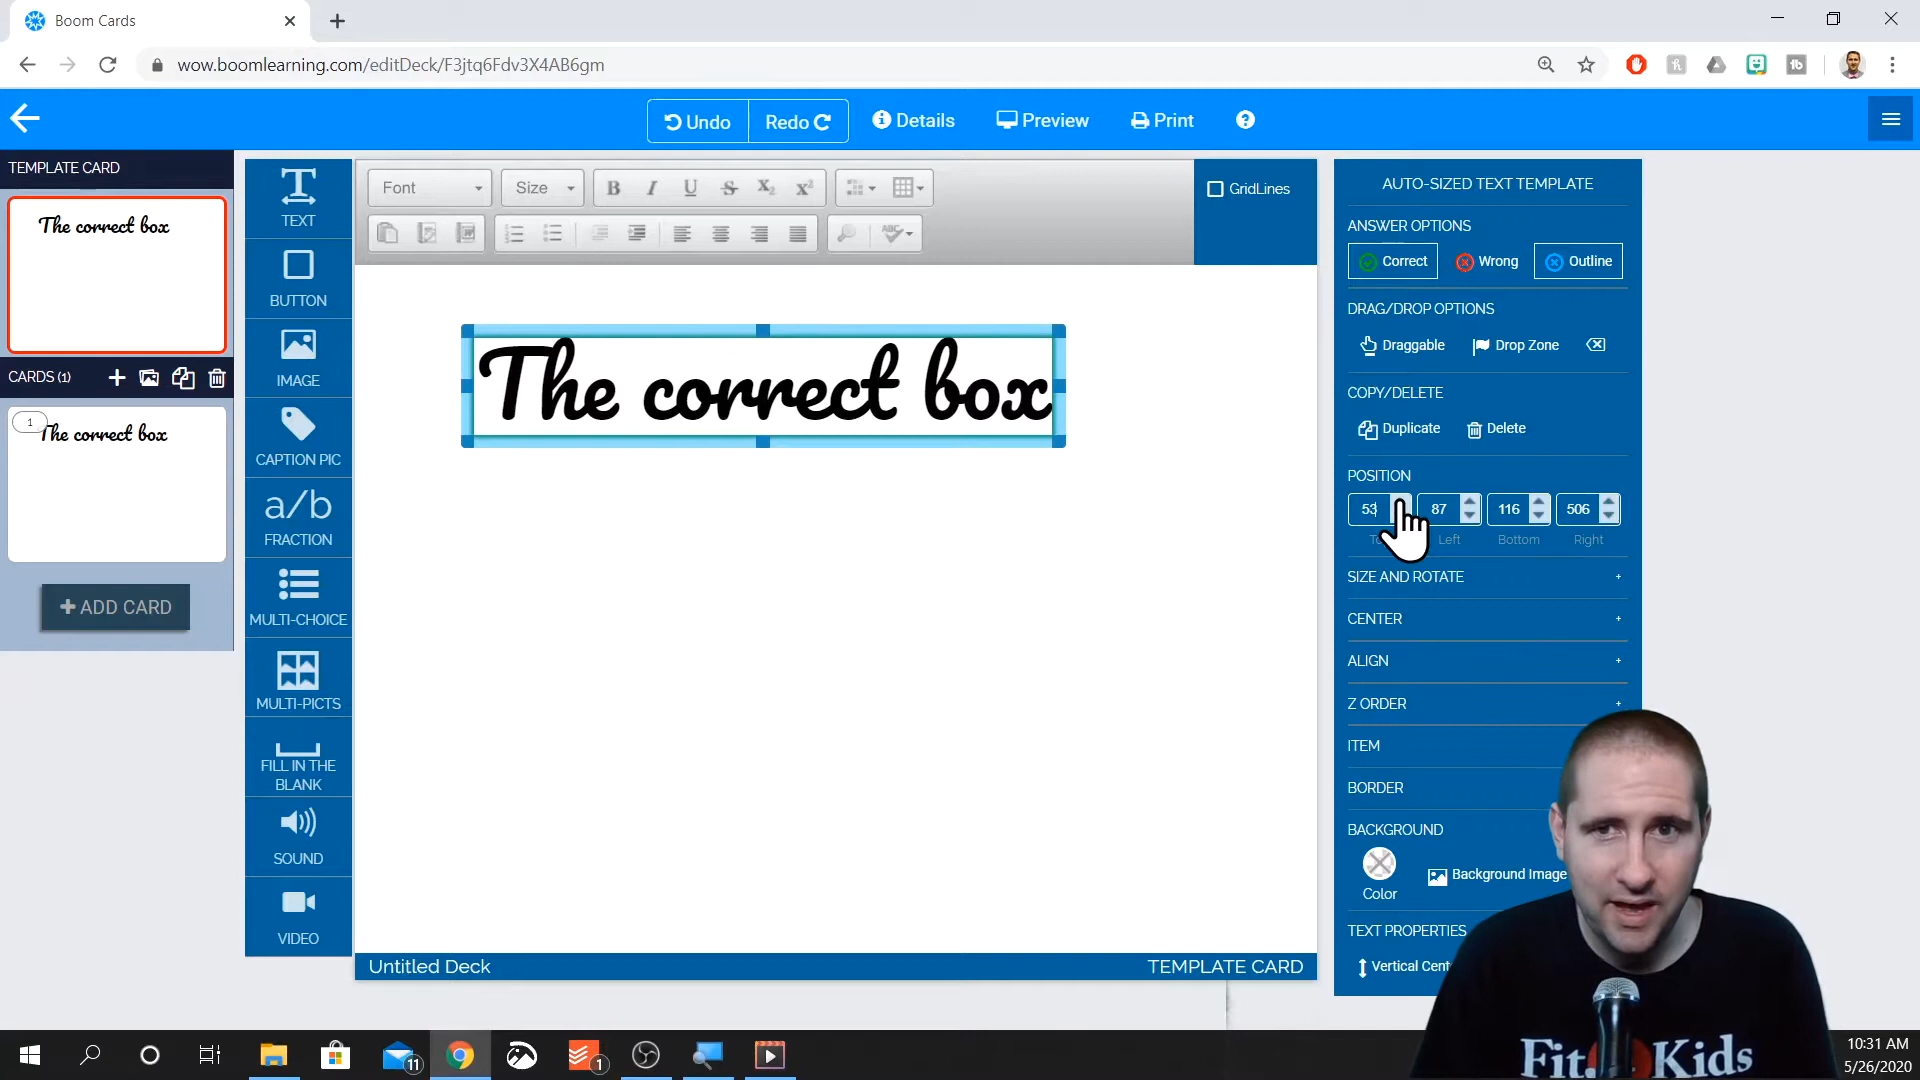 Boom Cards
wow.boomlearning.com/editDeck/F3jtq6Fdv3X4AB6gm
Undo
Redo
Details
Preview
Print
TEMPLATE CARD
The correct box
CARDS (1)
1
The correct box
+ ADD CARD
TEXT
BUTTON
IMAGE
CAPTION PIC
a/b
FRACTION
MULTI-CHOICE
MULTI-PICTS
FILL IN THE
BLANK
SOUND
VIDEO
Font
Size
GridLines
The correct box
Untitled Deck
TEMPLATE CARD
AUTO-SIZED TEXT TEMPLATE
ANSWER OPTIONS
Correct
Wrong
Outline
DRAG/DROP OPTIONS
Draggable
Drop Zone
COPY/DELETE
Duplicate
Delete
POSITION
53
87
116
506
Left
Bottom
Right
SIZE AND ROTATE
CENTER
ALIGN
Z ORDER
ITEM
BORDER
BACKGROUND
Color
Background Image
TEXT PROPERTIES
Vertical Cent
Fit Kids
11
1
10:31 AM
5/26/2020